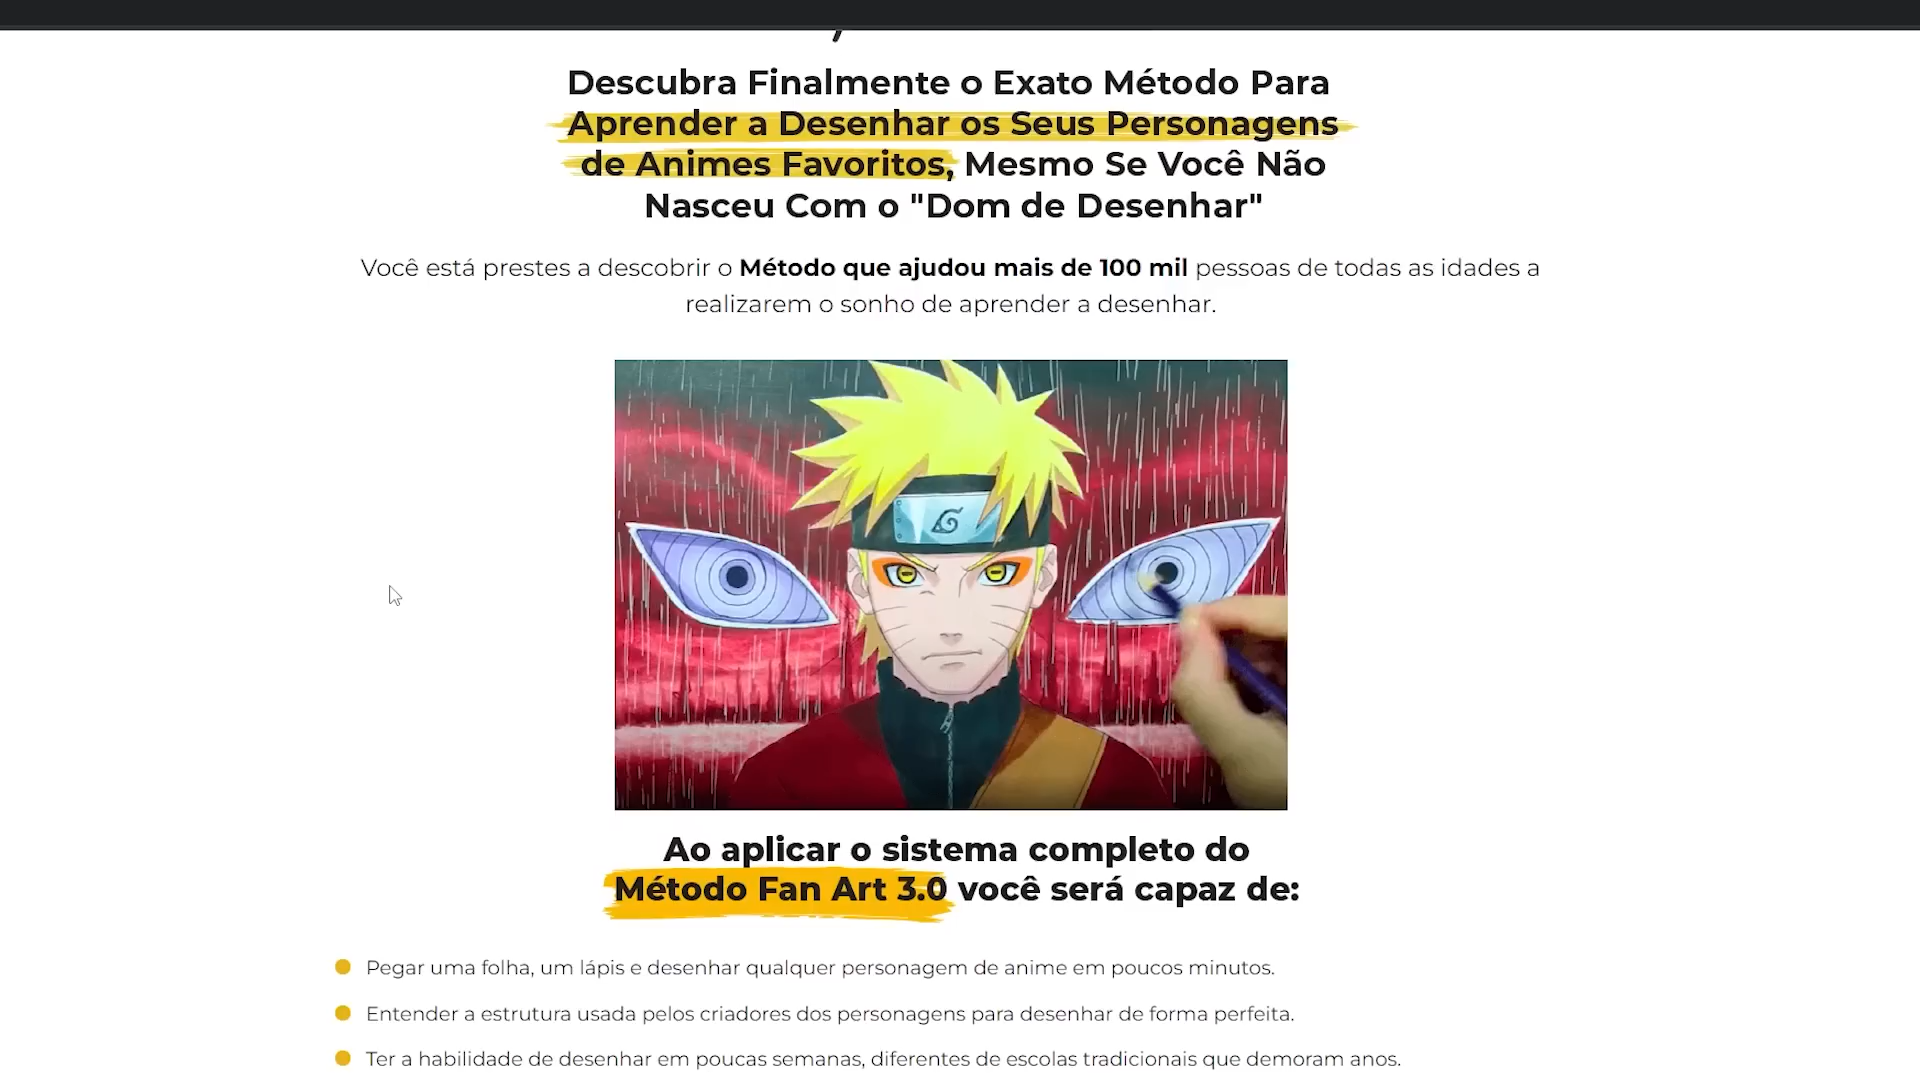 Descubra Finalmente o Exato Método Para
Aprender a Desenhar os Seus Personagens
de Animes Favoritos, Mesmo Se Você Não
Nasceu Com o "Dom de Desenhar"
Você está prestes a descobrir o Método que ajudou mais de 100 mil pessoas de todas as idades a
realizarem o sonho de aprender a desenhar.
Ao aplicar o sistema completo do
Método Fan Art 3.0 você será capaz de:
Pegar uma folha, um lápis e desenhar qualquer personagem de anime em poucos minutos.
Entender a estrutura usada pelos criadores dos personagens para desenhar de forma perfeita.
Ter a habilidade de desenhar em poucas semanas, diferentes de escolas tradicionais que demoram anos.